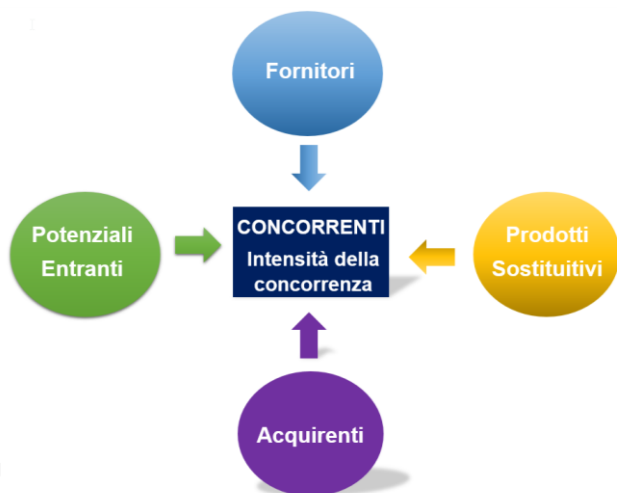 Fornitori
Potenziali
Entranti
CONCORRENTI
Intensità della
concorrenza
Prodotti
Sostituitivi
Acquirenti